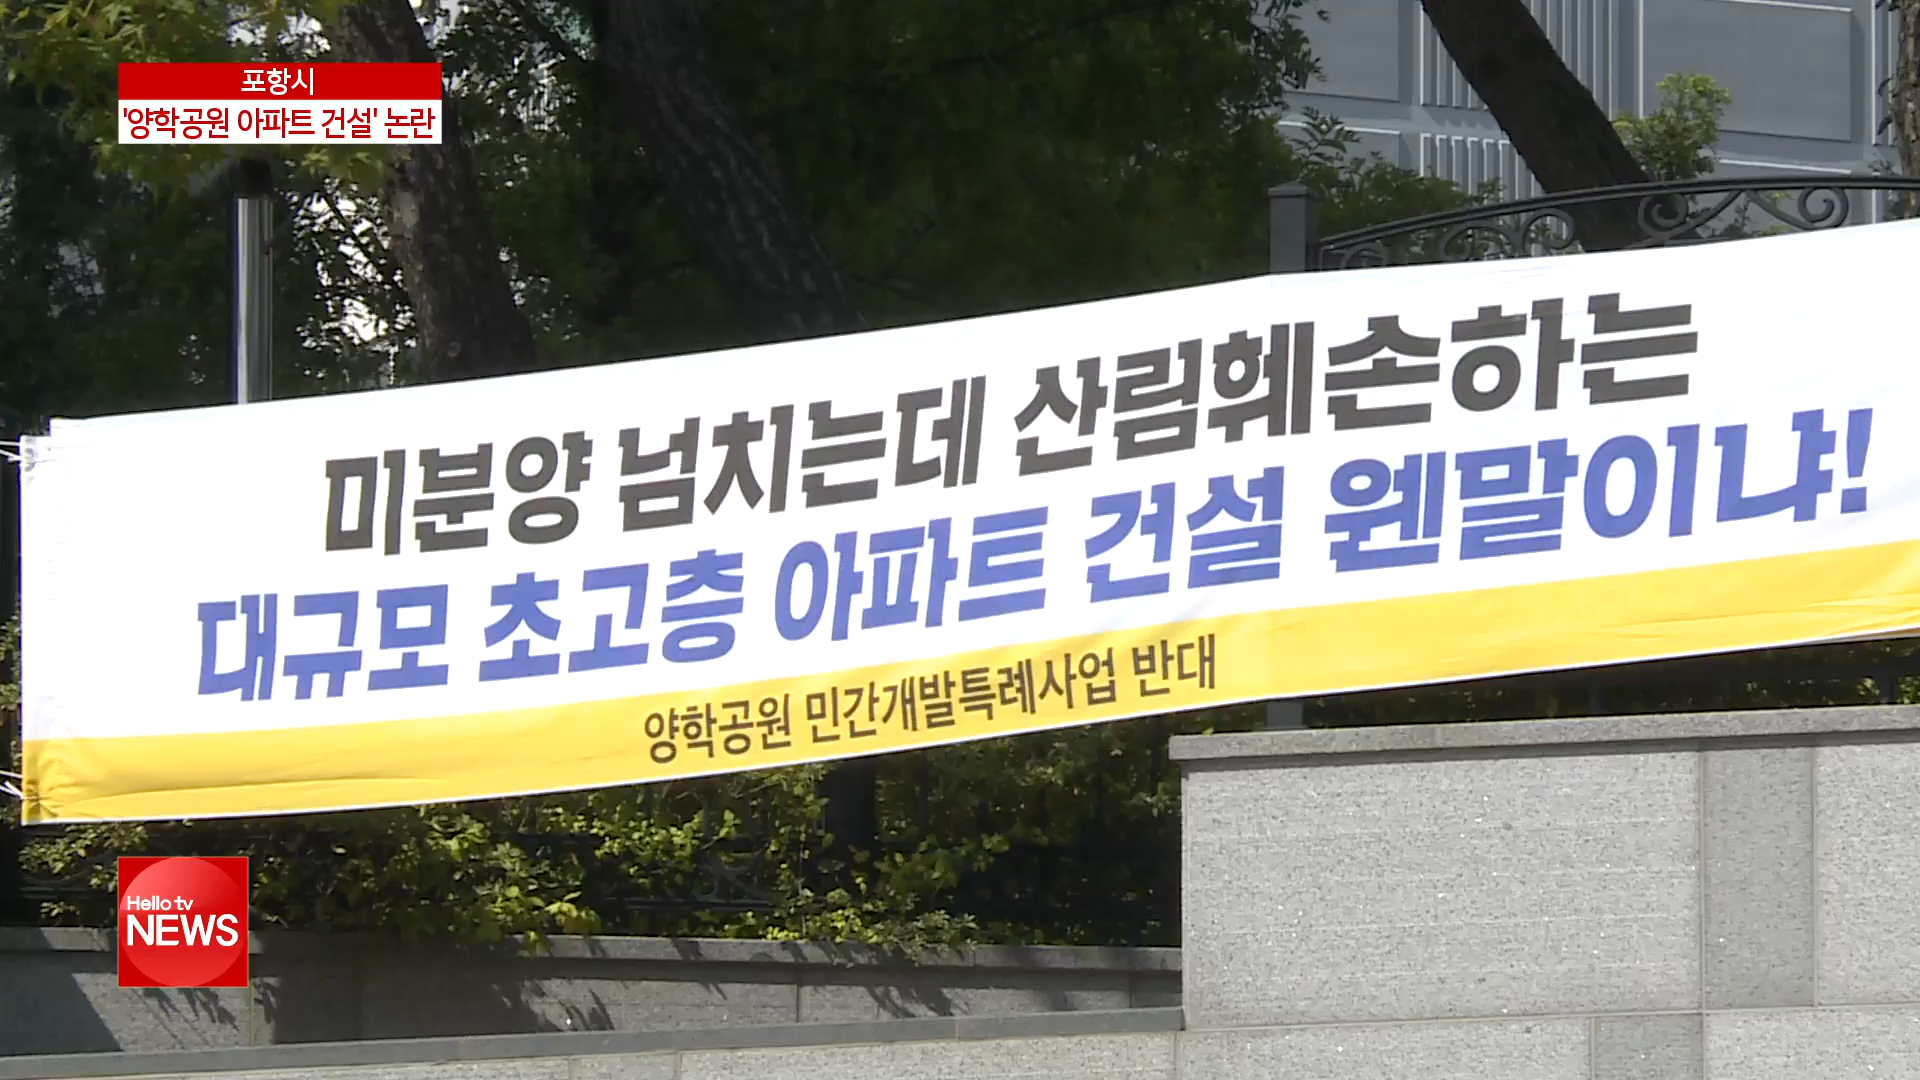 포항시
'양학공원 아파트 건설' 논란
미분양 넘치는데 산림훼손하는
대규모 초고층 아파트 건설 웬말이냐!
양학공원 민간개발특례사업 반대
Hello tv
NEWS